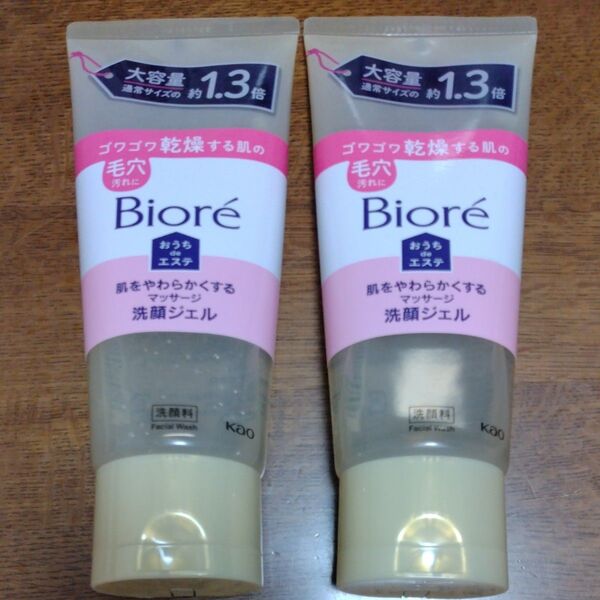 大容量
通常サイズの 約1.3倍
ゴワゴワ乾燥する肌の
毛穴
汚れに
Bioré
おうち
de
エステ
肌をやわらかくする
マッサージ
洗顔ジェル
洗顔料
Facial Wash
Kao
大容量
通常サイズの 約1.3倍
ゴワゴワ乾燥する肌の
毛穴
汚れに
Bioré
おうち
de
エステ
肌をやわらかくする
マッサージ
洗顔ジェル
洗顔料
Facial Wash
Kao